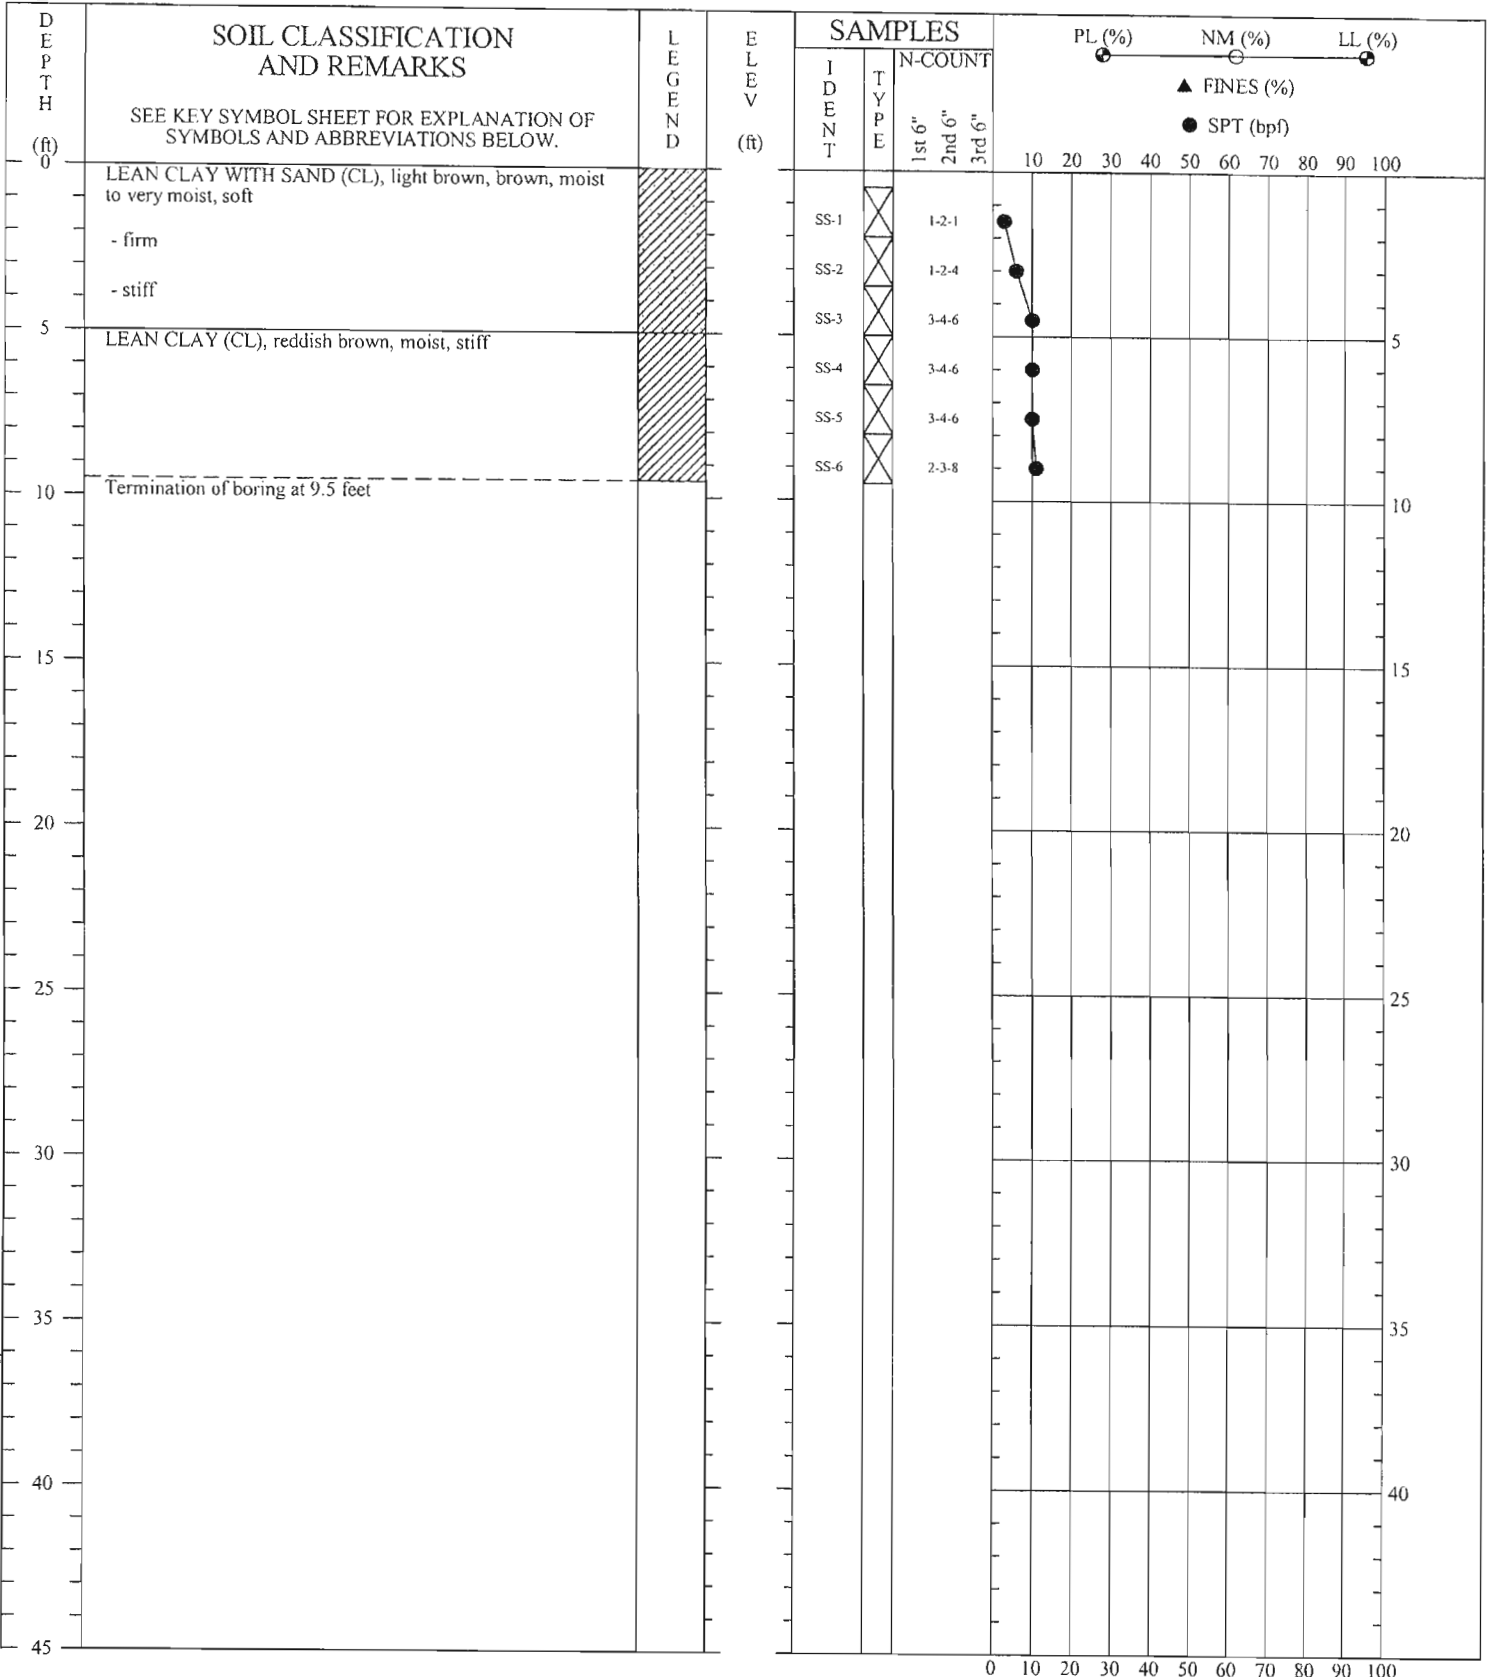 DEPTH
(ft)
SOIL CLASSIFICATION
AND REMARKS
SEE KEY SYMBOL SHEET FOR EXPLANATION OF
SYMBOLS AND ABBREVIATIONS BELOW.
LEGEND
ELEV
(ft)
SAMPLES
IDENT
TYPE
N-COUNT
1st 6"
2nd 6"
3rd 6"
PL (%) NM (%) LL (%)
FINES (%)
SPT (bpf)
10 20 30 40 50 60 70 80 90 100
0
LEAN CLAY WITH SAND (CL), light brown, brown, moist
to very moist, soft
SS-1 1-2-1
- firm
SS-2 1-2-4
- stiff
SS-3 3-4-6
5 5
LEAN CLAY (CL), reddish brown, moist, stiff
SS-4 3-4-6
SS-5 3-4-6
SS-6 2-3-8
10 Termination of boring at 9.5 feet 10
15 15
20 20
25 25
30 30
35 35
40 40
45
0 10 20 30 40 50 60 70 80 90 100